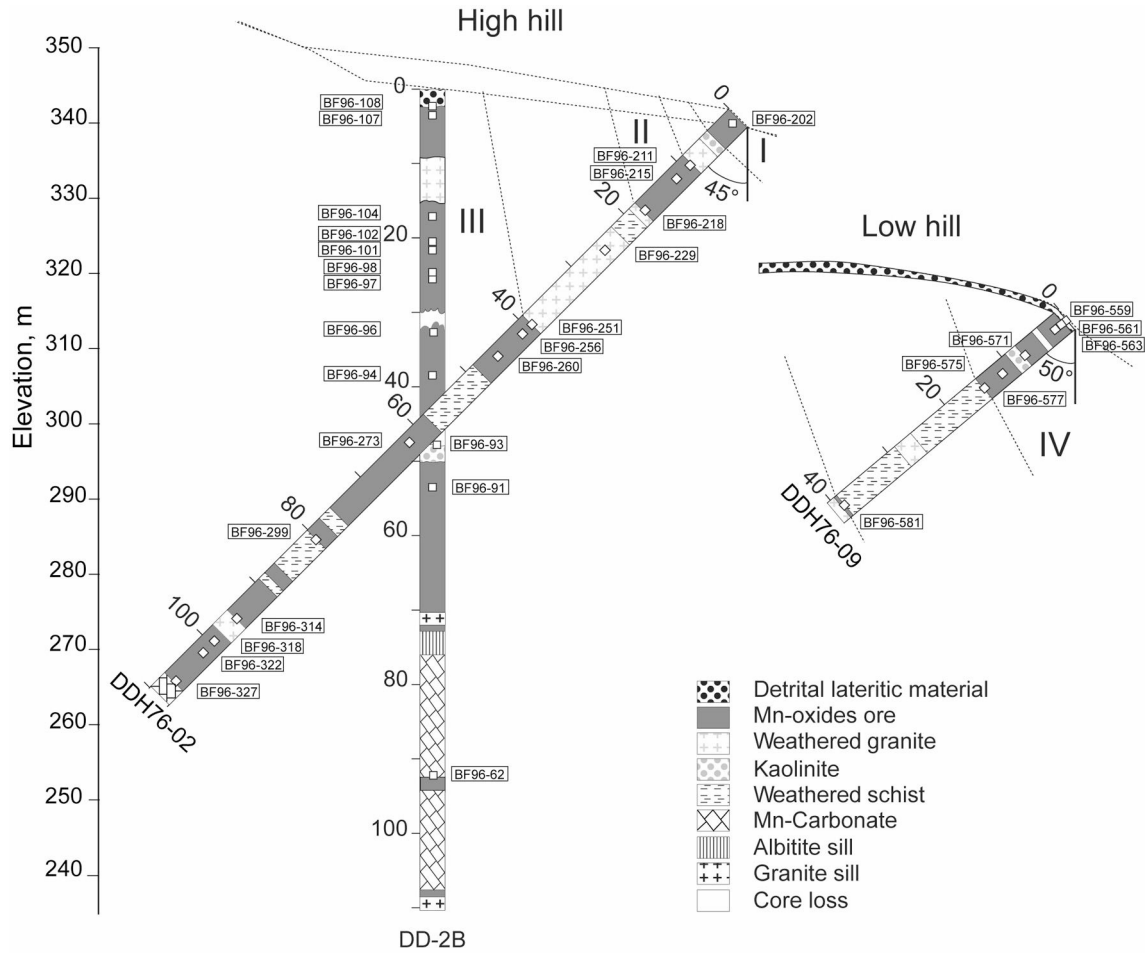 High hill
350
340
330
320
310
300
290
280
270
260
250
240
Elevation, m
0
20
40
60
80
100
DD-2B
BF96-108
BF96-107
BF96-104
BF96-102
BF96-101
BF96-98
BF96-97
BF96-96
BF96-94
BF96-93
BF96-91
BF96-62
III
II
I
45°
0
20
40
60
80
100
DDH76-02
BF96-202
BF96-211
BF96-215
BF96-218
BF96-229
BF96-251
BF96-256
BF96-260
BF96-273
BF96-299
BF96-314
BF96-318
BF96-322
BF96-327
Low hill
0
20
40
DDH76-09
50°
IV
BF96-559
BF96-561
BF96-563
BF96-571
BF96-575
BF96-577
BF96-581
Detrital lateritic material
Mn-oxides ore
Weathered granite
Kaolinite
Weathered schist
Mn-Carbonate
Albitite sill
Granite sill
Core loss